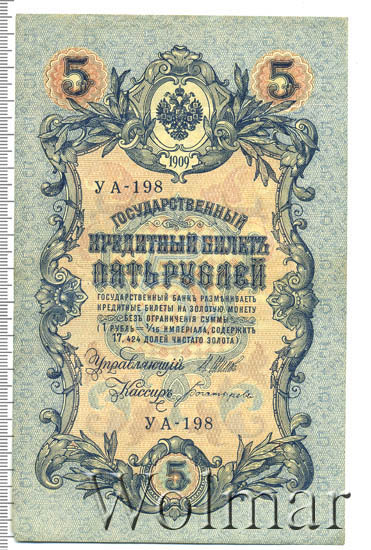 5 5
1909
УА-198
ГОСУДАРСТВЕННЫЙ
КРЕДИТНЫЙ БИЛЕТЪ
ПЯТЬ РУБЛЕЙ
ГОСУДАРСТВЕННЫЙ БАНКЪ РАЗМѢНИВАЕТЪ
КРЕДИТНЫЕ БИЛЕТЫ НА ЗОЛОТУЮ МОНЕТУ
БЕЗЪ ОГРАНИЧЕНІЯ СУММЫ
(1 РУБЛЬ = 1/15 ИМПЕРІАЛА, СОДЕРЖИТЪ
17,424 ДОЛЕЙ ЧИСТАГО ЗОЛОТА)
Управляющій
Кассиръ
УА-198
5
Wolmar